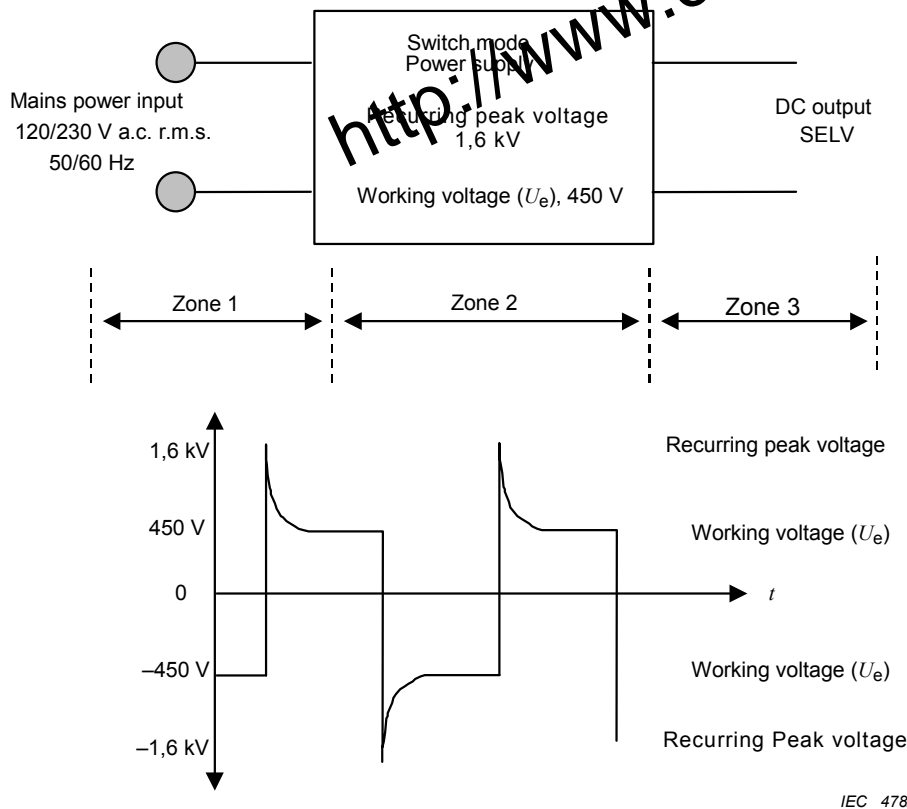 http://www.
Switch mode
Power supply
Mains power input
120/230 V a.c. r.m.s.
50/60 Hz
Recurring peak voltage
1,6 kV
DC output
SELV
Working voltage (Ue), 450 V
Zone 1
Zone 2
Zone 3
1,6 kV
Recurring peak voltage
450 V
Working voltage (Ue)
0
t
–450 V
Working voltage (Ue)
–1,6 kV
Recurring Peak voltage
IEC 478